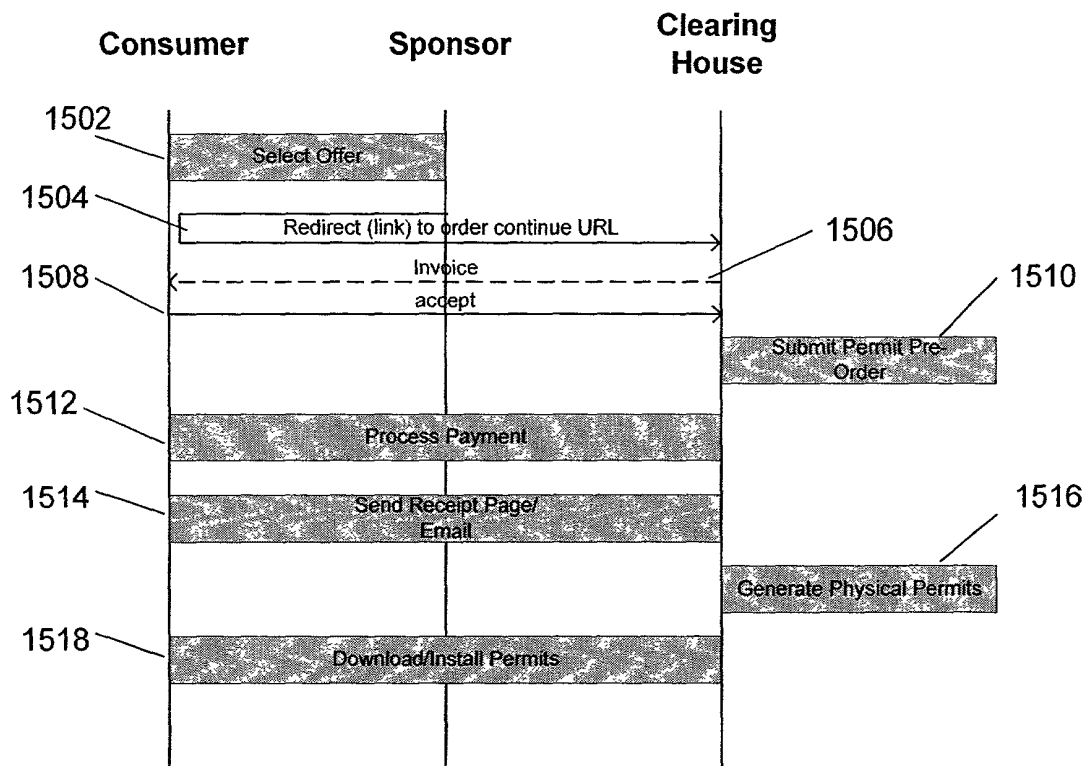 Consumer
Sponsor
Clearing
House
1502
Select Offer
1504
Redirect (link) to order continue URL
1506
Invoice
1508
accept
1510
Submit Permit Pre-
Order
1512
Process Payment
1514
Send Receipt Page/
Email
1516
Generate Physical Permits
1518
Download/Install Permits